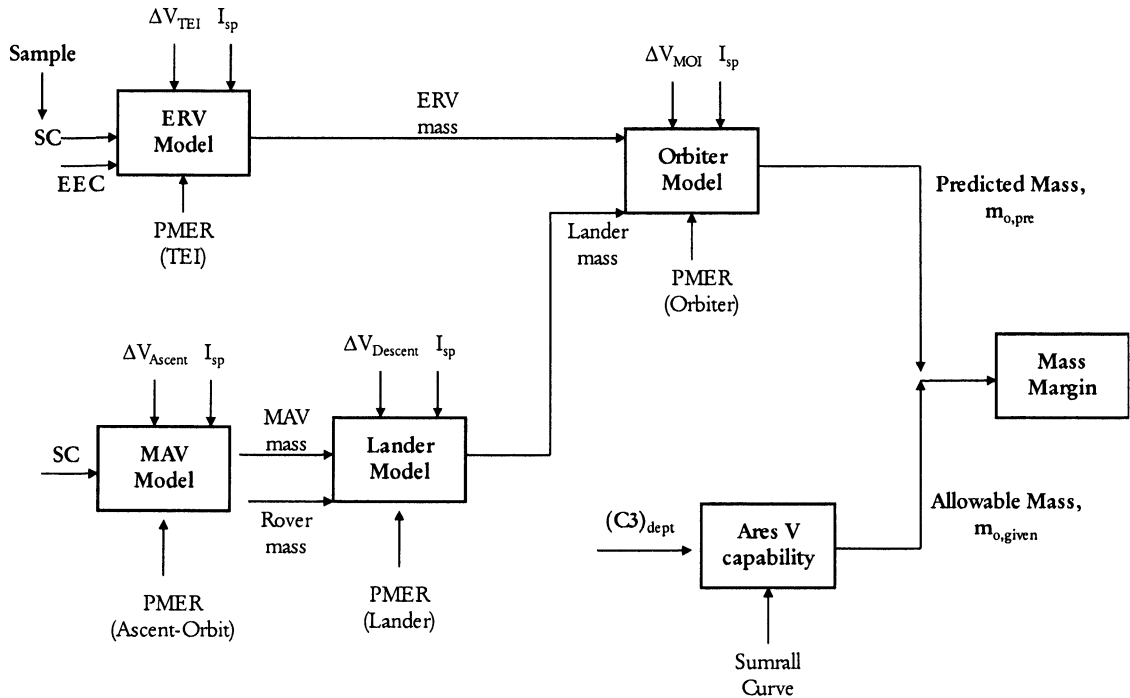 ΔV_TEI I_sp
Sample
SC
EEC
ERV
Model
PMER
(TEI)
ERV
mass
ΔV_MOI I_sp
Orbiter
Model
Lander
mass
PMER
(Orbiter)
Predicted Mass,
m_o,pre
ΔV_Ascent I_sp
SC
MAV
Model
PMER
(Ascent-Orbit)
MAV
mass
Rover
mass
ΔV_Descent I_sp
Lander
Model
PMER
(Lander)
Mass
Margin
(C3)_dept
Ares V
capability
Sumrall
Curve
Allowable Mass,
m_o,given